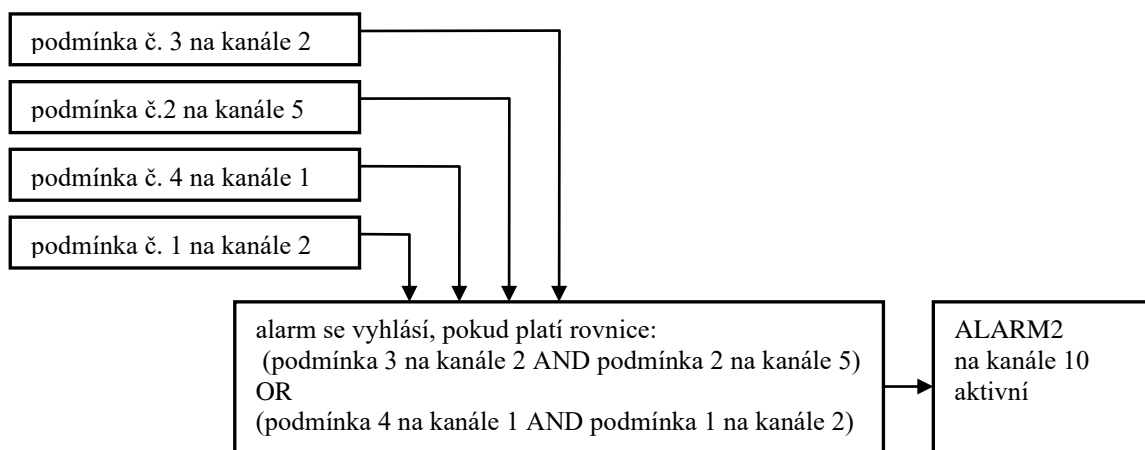 podmínka č. 3 na kanále 2
podmínka č.2 na kanále 5
podmínka č. 4 na kanále 1
podmínka č. 1 na kanále 2
alarm se vyhlásí, pokud platí rovnice:
(podmínka 3 na kanále 2 AND podmínka 2 na kanále 5)
OR
(podmínka 4 na kanále 1 AND podmínka 1 na kanále 2)
ALARM2
na kanále 10
aktivní